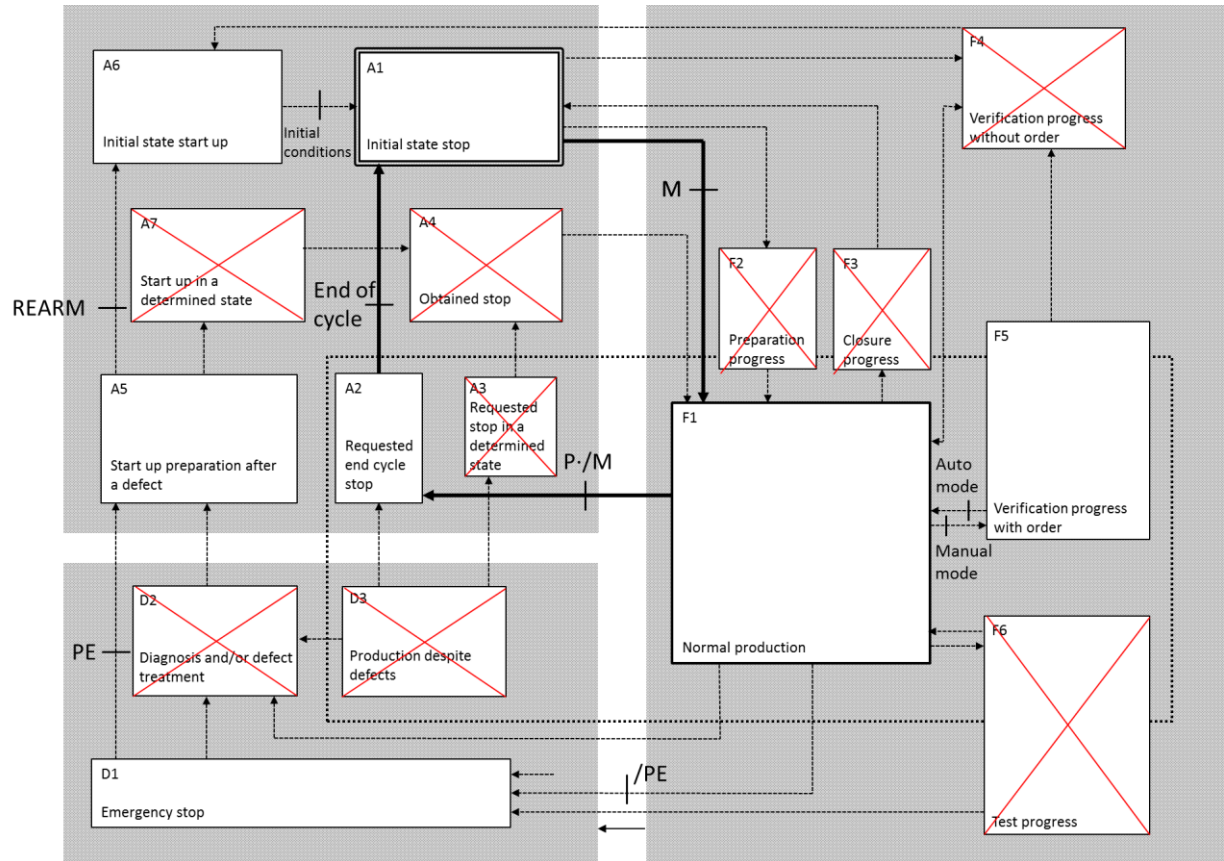 A6
Initial state start up
Initial
conditions
A1
Initial state stop
M
F4
Verification progress
without order
A7
Start up in a
determined state
A4
Obtained stop
REARM
End of
cycle
F2
Preparation
progress
F3
Closure
progress
F5
Verification progress
with order
A5
Start up preparation after
a defect
A2
Requested
end cycle
stop
A3
Requested
stop in a
determined
state
P·/M
F1
Normal production
Auto
mode
Manual
mode
PE
D2
Diagnosis and/or defect
treatment
D3
Production despite
defects
F6
Test progress
D1
Emergency stop
/PE